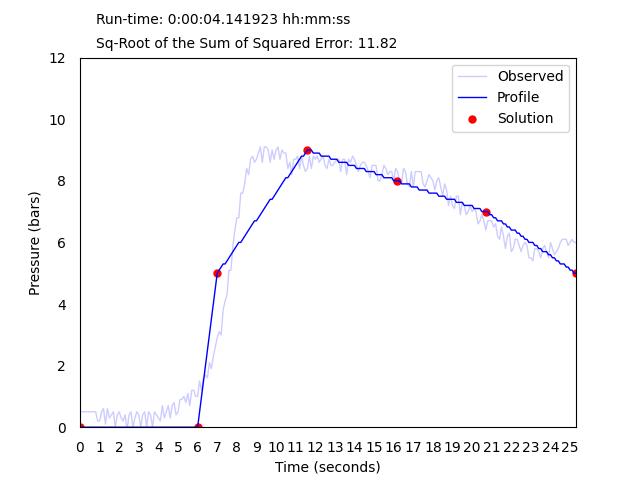 Run-time: 0:00:04.141923 hh:mm:ss
Sq-Root of the Sum of Squared Error: 11.82
12
10
8
6
4
2
0
Pressure (bars)
Observed
Profile
Solution
0 1 2 3 4 5 6 7 8 9 10 11 12 13 14 15 16 17 18 19 20 21 22 23 24 25
Time (seconds)